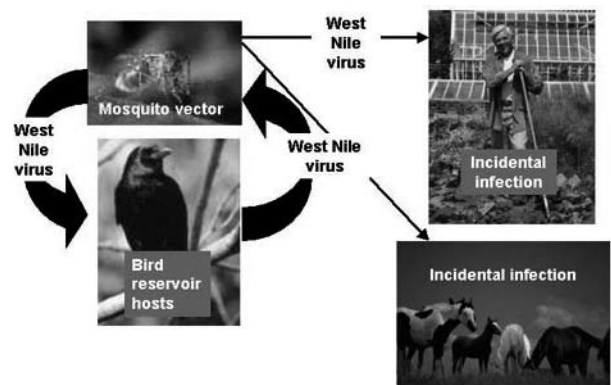 West
Nile
virus
Mosquito vector
West
Nile
virus
West Nile
virus
Incidental
infection
Bird
reservoir
hosts
Incidental infection